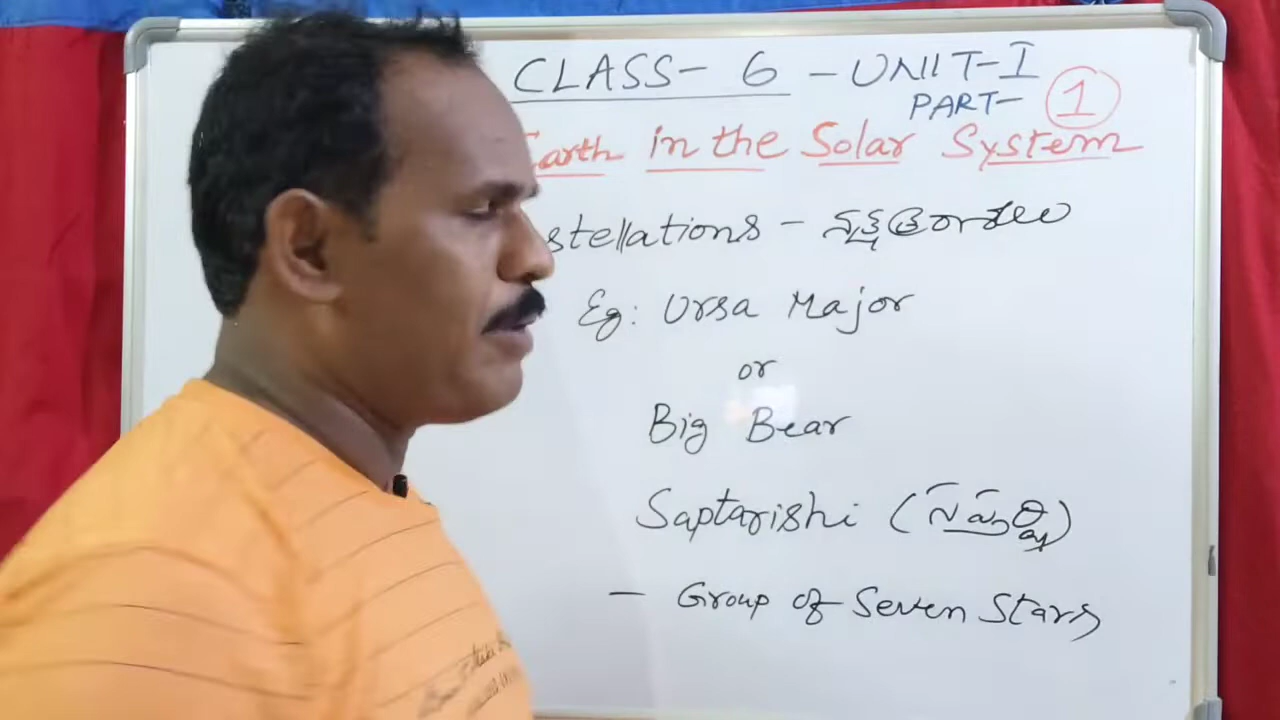 CLASS- 6 - UNIT-I
PART- 1
Earth in the Solar System
stellations - నక్షత్రరాశులు
Eg: Ursa Major
or
Big Bear
Saptarishi (సప్తర్షి)
- Group of Seven Stars